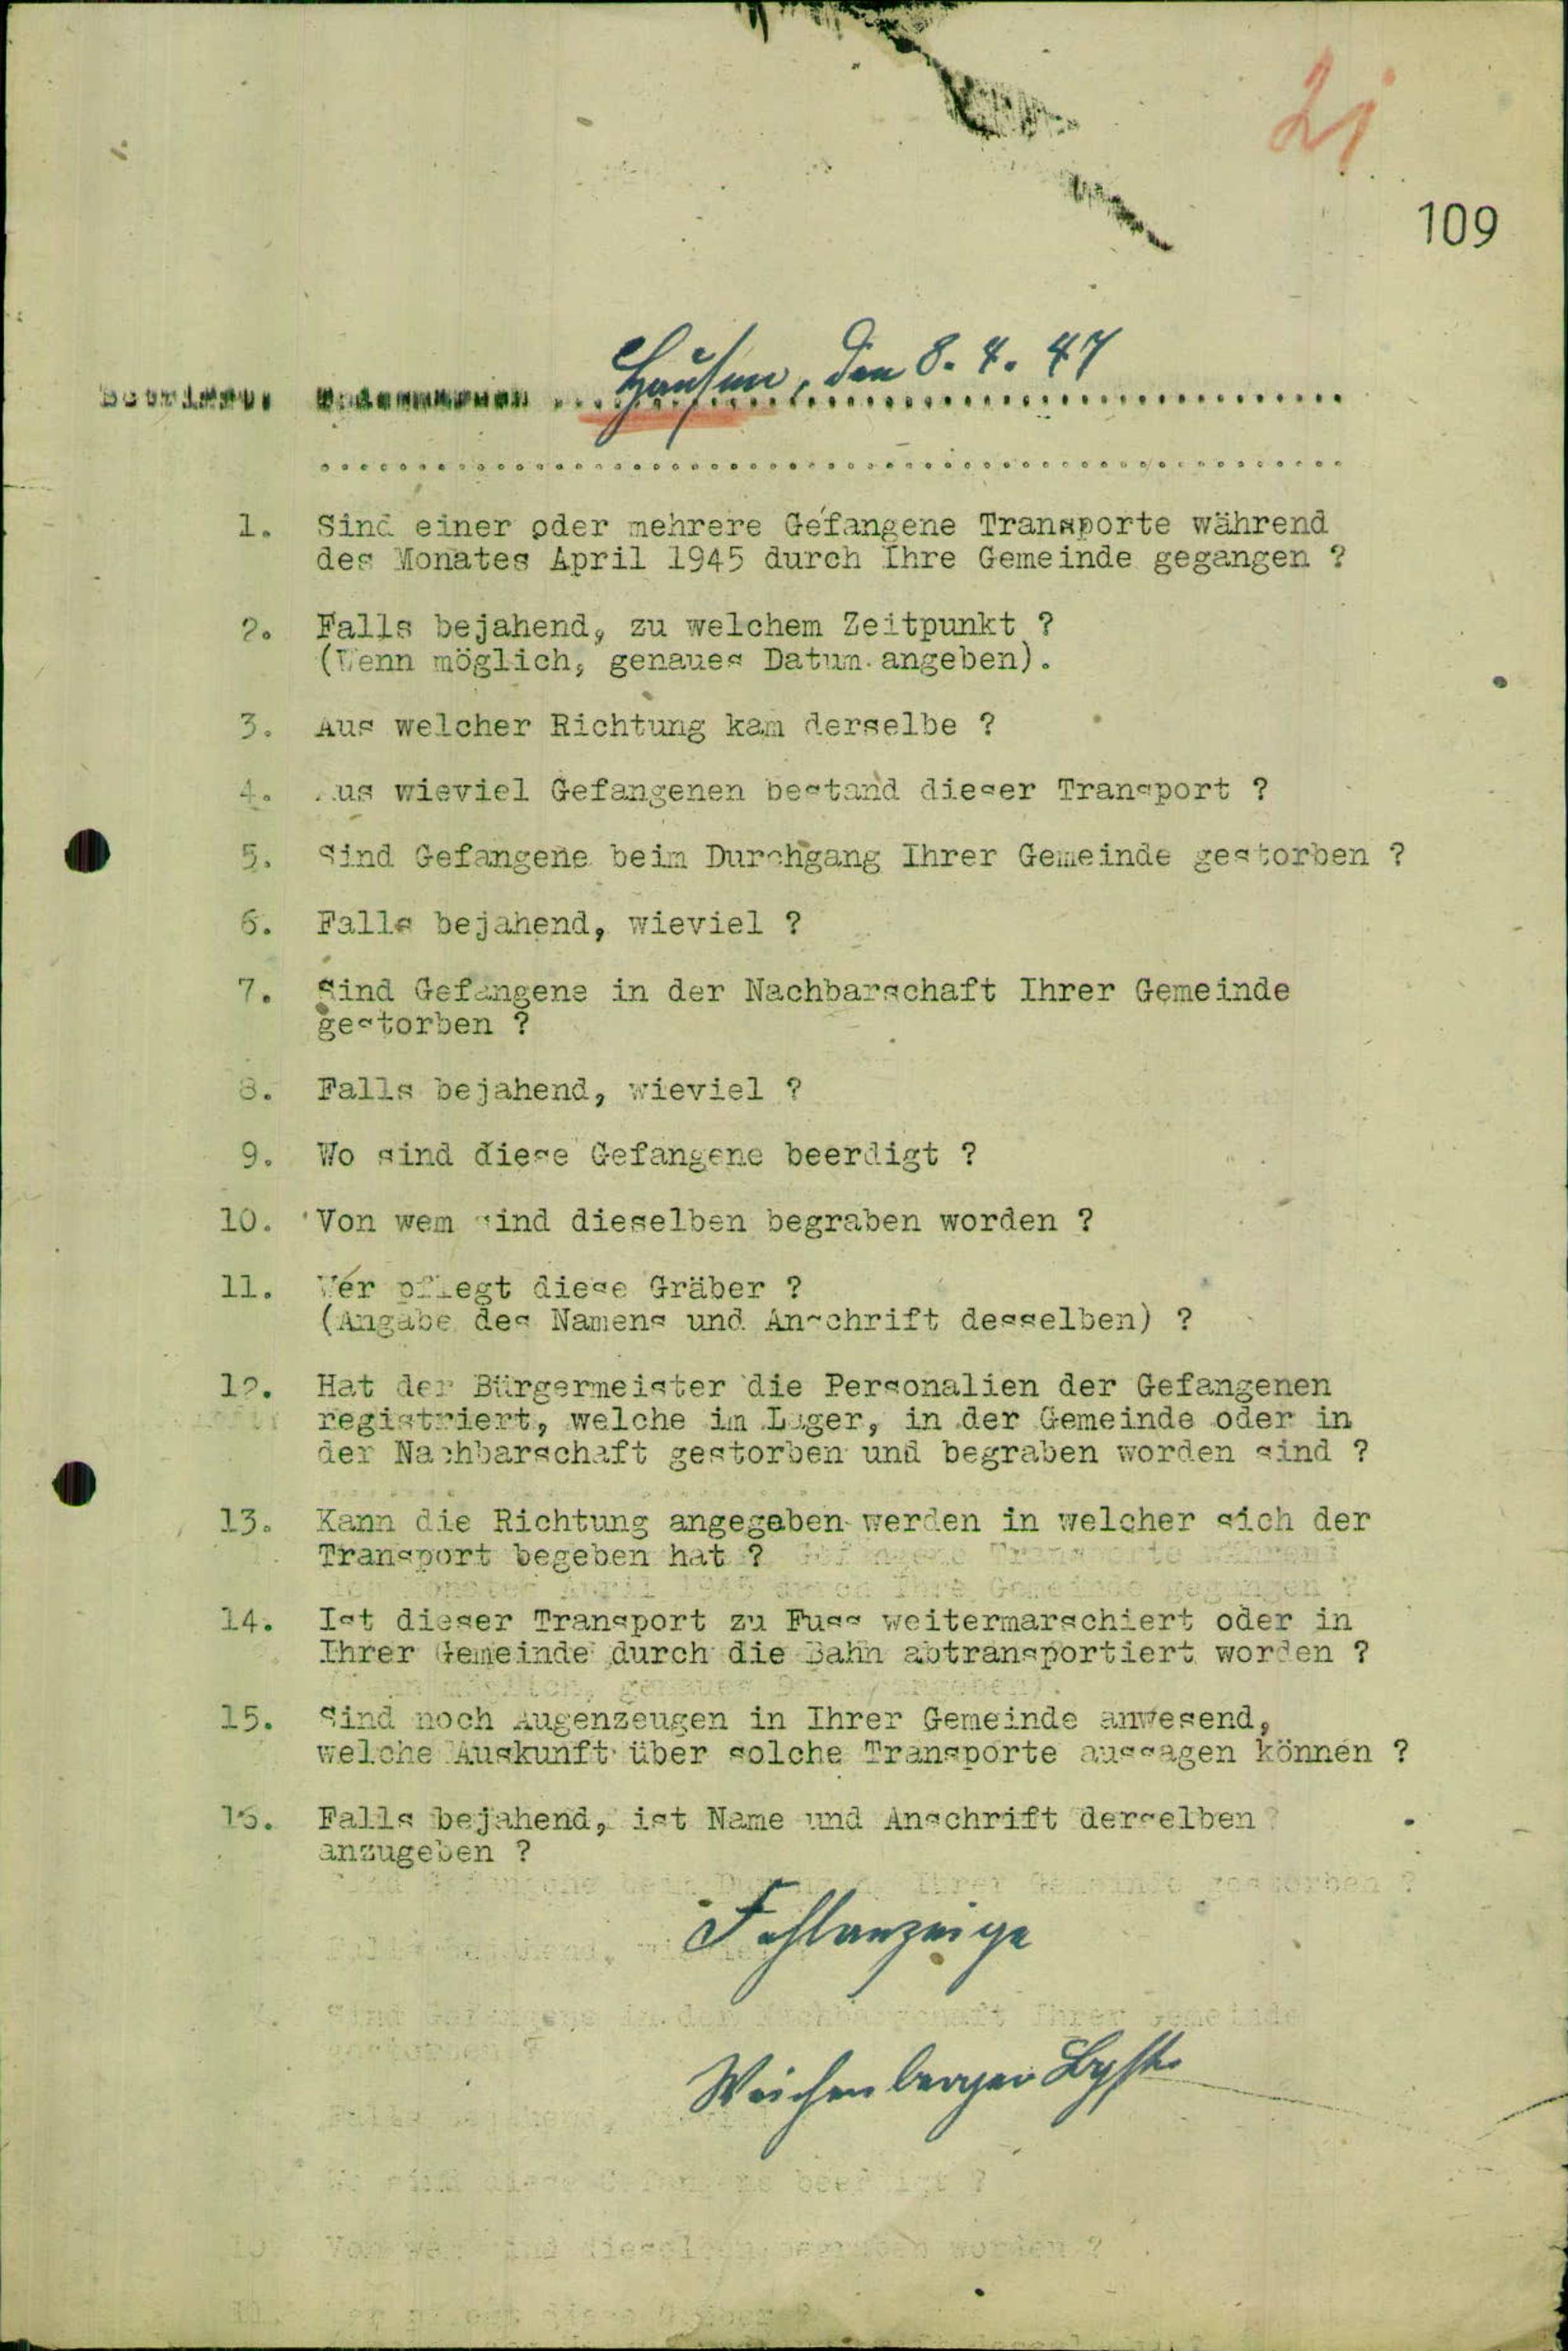 109
Hausen, den 8. 4. 47
1. Sind einer oder mehrere Gefangene Transporte während
des Monates April 1945 durch Ihre Gemeinde gegangen ?
2. Falls bejahend, zu welchem Zeitpunkt ?
(Wenn möglich, genaues Datum angeben).
3. Aus welcher Richtung kam derselbe ?
4. Aus wieviel Gefangenen bestand dieser Transport ?
5. Sind Gefangene beim Durchgang Ihrer Gemeinde gestorben ?
6. Falls bejahend, wieviel ?
7. Sind Gefangene in der Nachbarschaft Ihrer Gemeinde
gestorben ?
8. Falls bejahend, wieviel ?
9. Wo sind diese Gefangene beerdigt ?
10. Von wem sind dieselben begraben worden ?
11. Wer pflegt diese Gräber ?
(Angabe des Namens und Anschrift desselben) ?
12. Hat der Bürgermeister die Personalien der Gefangenen
registriert, welche im Lager, in der Gemeinde oder in
der Nachbarschaft gestorben und begraben worden sind ?
13. Kann die Richtung angegeben werden in welcher sich der
Transport begeben hat ?
14. Ist dieser Transport zu Fuss weitermarschiert oder in
Ihrer Gemeinde durch die Bahn abtransportiert worden ?
15. Sind noch Augenzeugen in Ihrer Gemeinde anwesend,
welche Auskunft über solche Transporte aussagen können ?
16. Falls bejahend, ist Name und Anschrift derselben
anzugeben ?
Fehlanzeige
Weichenberger Bgst.